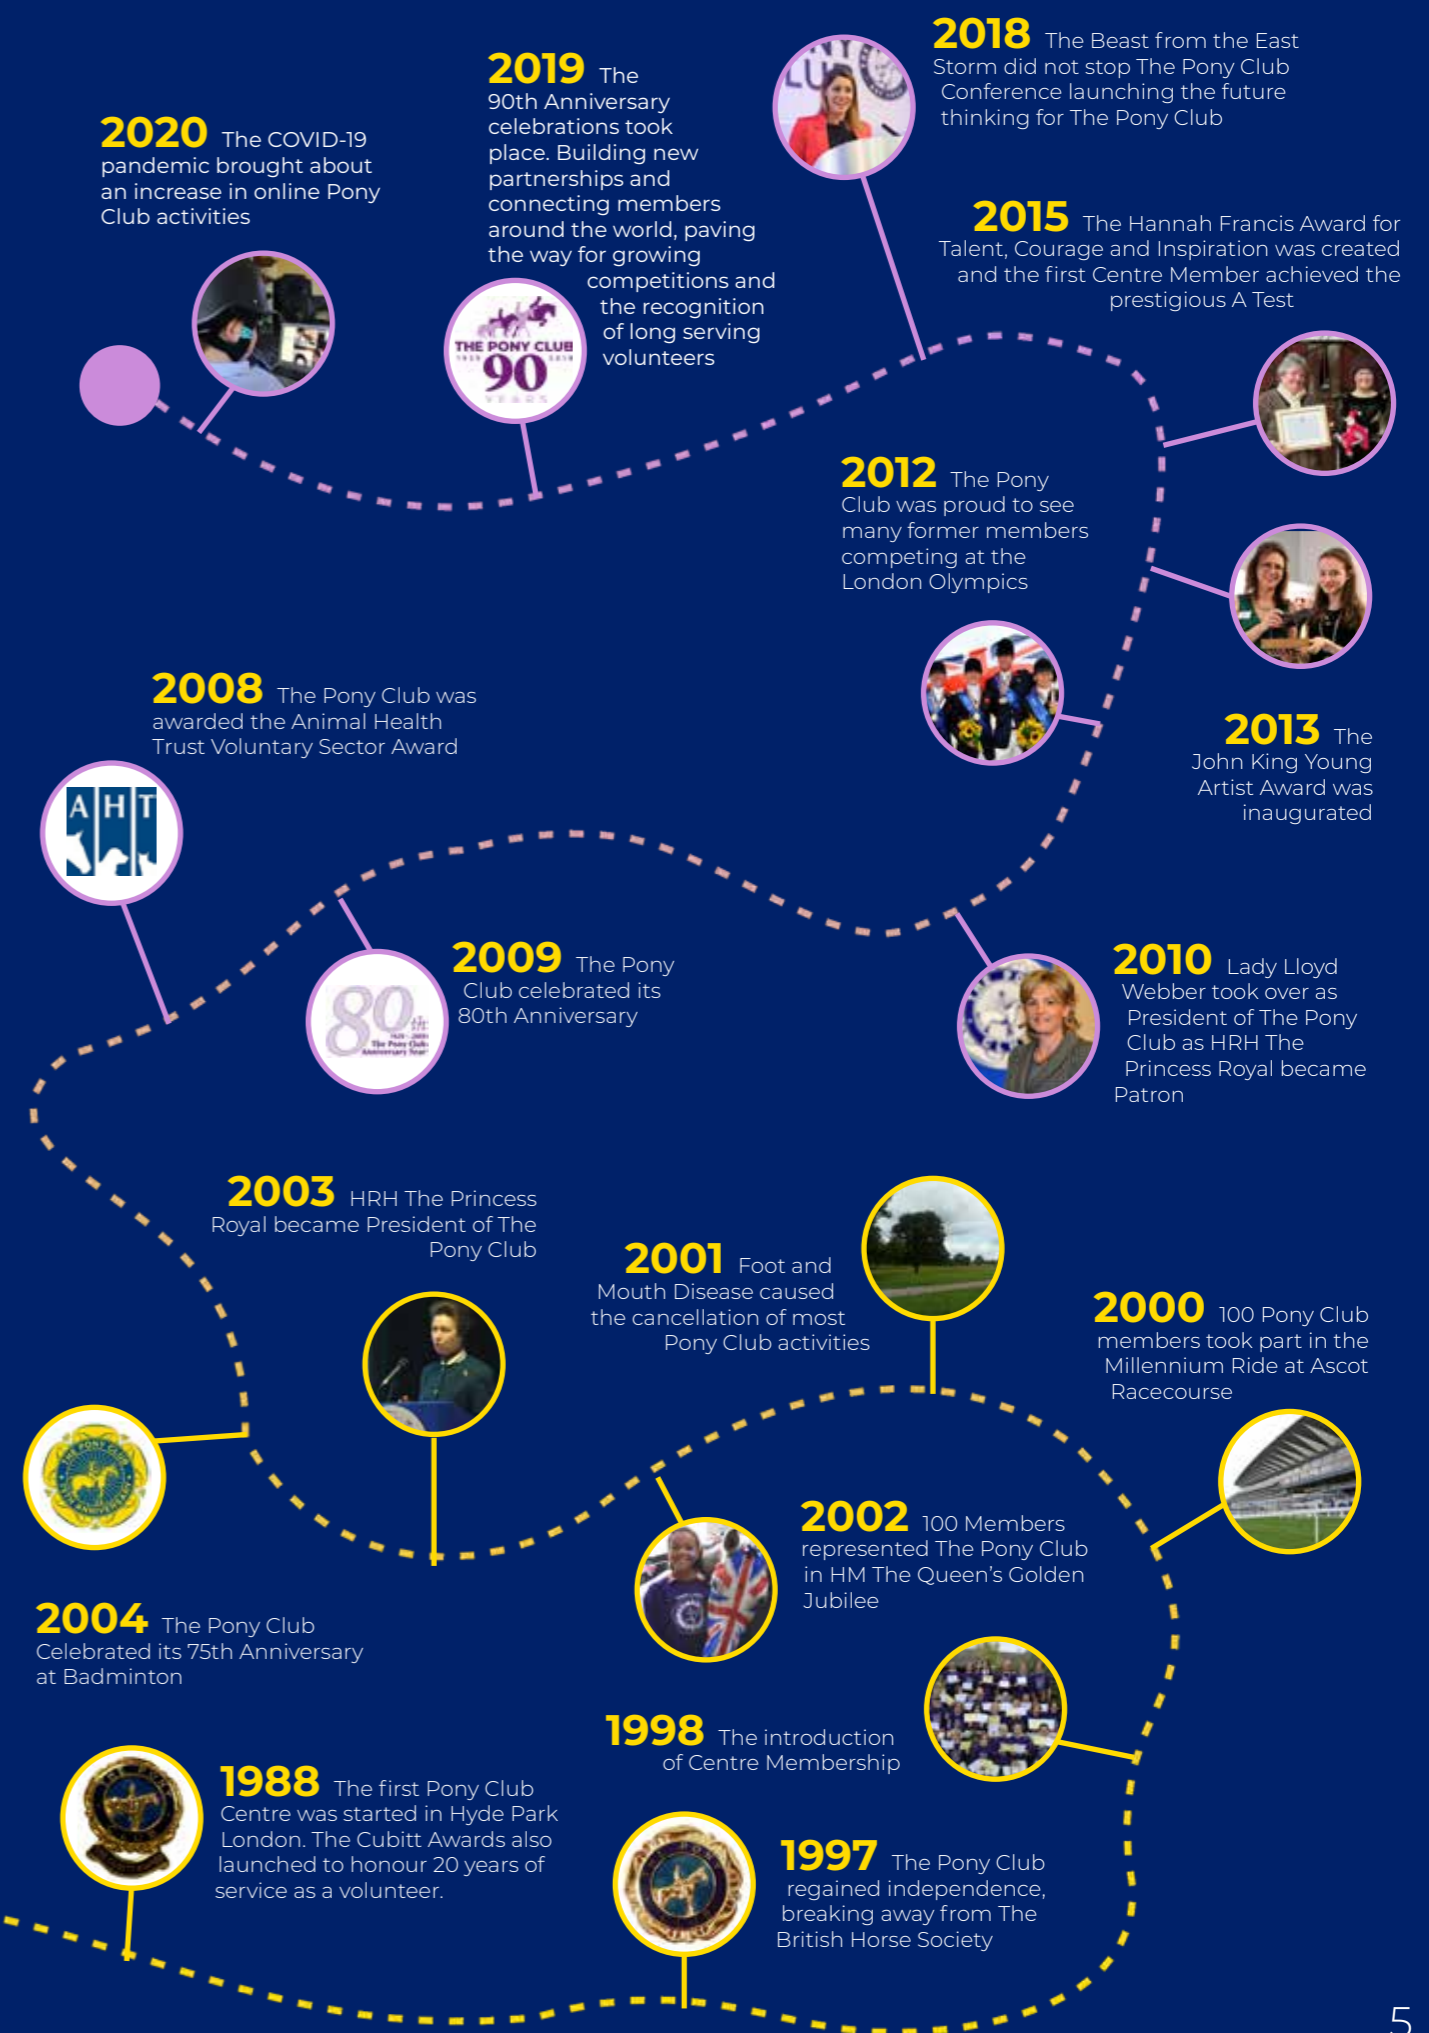 2018 The Beast from the East
Storm did not stop The Pony Club
Conference launching the future
thinking for The Pony Club
2019 The
90th Anniversary
celebrations took
place. Building new
partnerships and
connecting members
around the world, paving
the way for growing
competitions and
the recognition
of long serving
volunteers
2020 The COVID-19
pandemic brought about
an increase in online Pony
Club activities
2015 The Hannah Francis Award for
Talent, Courage and Inspiration was created
and the first Centre Member achieved the
prestigious A Test
THE PONY CLUB
90
YEARS
2012 The Pony
Club was proud to see
many former members
competing at the
London Olympics
2013 The
John King Young
Artist Award was
inaugurated
2008 The Pony Club was
awarded the Animal Health
Trust Voluntary Sector Award
AHT
2009 The Pony
Club celebrated its
80th Anniversary
80th
The Pony Club
Anniversary Year
2010 Lady Lloyd
Webber took over as
President of The Pony
Club as HRH The
Princess Royal became
Patron
2003 HRH The Princess
Royal became President of The
Pony Club
2001 Foot and
Mouth Disease caused
the cancellation of most
Pony Club activities
2000 100 Pony Club
members took part in the
Millennium Ride at Ascot
Racecourse
2002 100 Members
represented The Pony Club
in HM The Queen's Golden
Jubilee
THE PONY CLUB
2004 The Pony Club
Celebrated its 75th Anniversary
at Badminton
1998 The introduction
of Centre Membership
1988 The first Pony Club
Centre was started in Hyde Park
London. The Cubitt Awards also
launched to honour 20 years of
service as a volunteer.
1997 The Pony Club
regained independence,
breaking away from The
British Horse Society
5